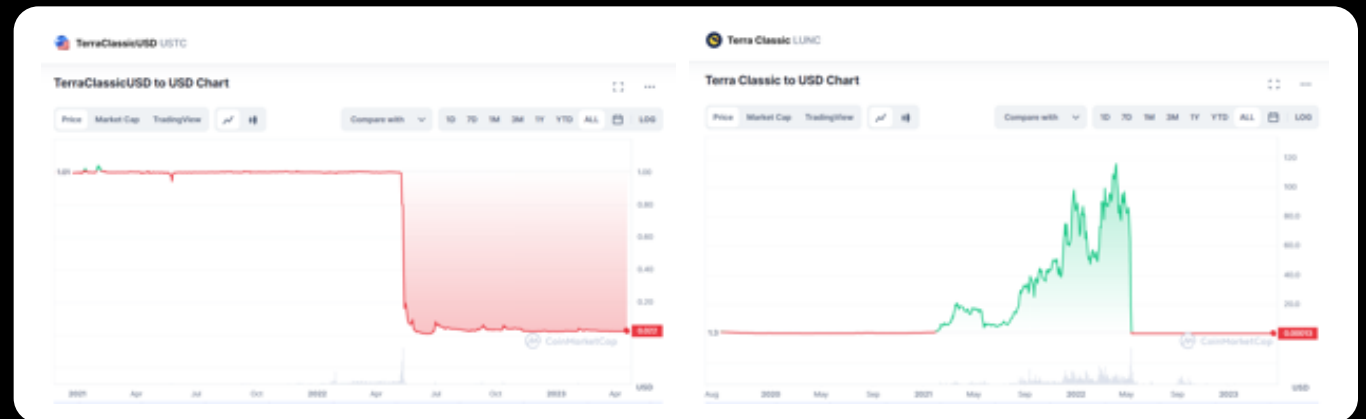 TerraClassicUSD USTC
TerraClassicUSD to USD Chart
Price Market Cap TradingView Compare with 1D 7D 1M 3M 1Y YTD ALL LOG
1.00
0.80
0.60
0.40
0.20
0.022
CoinMarketCap
USD
2021 Apr Jul Oct 2022 Apr Jul Oct 2023 Apr
Terra Classic LUNC
Terra Classic to USD Chart
Price Market Cap TradingView Compare with 1D 7D 1M 3M 1Y YTD ALL LOG
120
100
80.0
60.0
40.0
20.0
1.3
CoinMarketCap
USD
Aug 2020 May Sep 2021 May Sep 2022 May Sep 2023